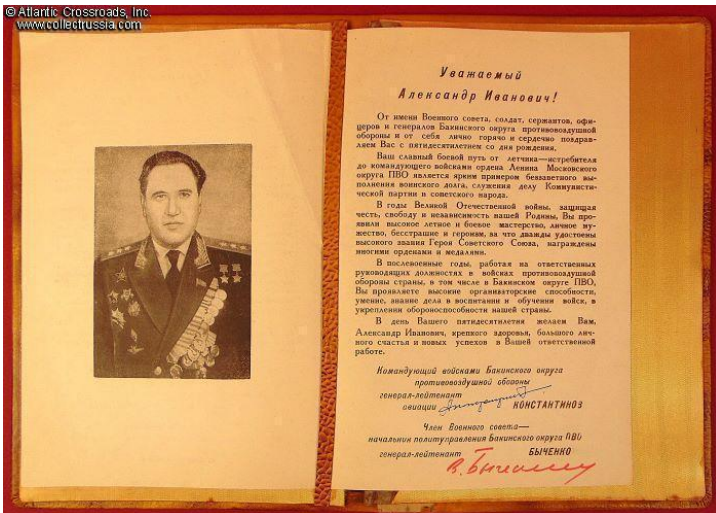 © Atlantic Crossroads, Inc.
www.collectrussia.com
Уважаемый
Александр Иванович!
От имени Военного совета, солдат, сержантов, офи-
церов и генералов Бакинского округа противовоздушной
обороны и от себя лично горячо и сердечно поздрав-
ляем Вас с пятидесятилетием со дня рождения.
Ваш славный боевой путь от летчика—истребителя
до командующего войсками ордена Ленина Московского
округа ПВО является ярким примером беззаветного вы-
полнения воинского долга, служения делу Коммунисти-
ческой партии и советского народа.
В годы Великой Отечественной войны, защищая
честь, свободу и независимость нашей Родины, Вы про-
явили высокое летное и боевое мастерство, личное му-
жество, бесстрашие и героизм, за что дважды удостоены
высокого звания Героя Советского Союза, награждены
многими орденами и медалями.
В послевоенные годы, работая на ответственных
руководящих должностях в войсках противовоздушной
обороны страны, в том числе в Бакинском округе ПВО,
Вы проявляете высокие организаторские способности,
умение, знание дела в воспитании и обучении войск, в
укреплении обороноспособности нашей страны.
В день Вашего пятидесятилетия желаем Вам,
Александр Иванович, крепкого здоровья, большого лич-
ного счастья и новых успехов в Вашей ответственной
работе.
Командующий войсками Бакинского округа
противовоздушной обороны
генерал-лейтенант
авиации КОНСТАНТИНОВ
Член Военного совета—
начальник политуправления Бакинского округа ПВО
генерал-лейтенант БЫЧЕНКО
В. Быченко